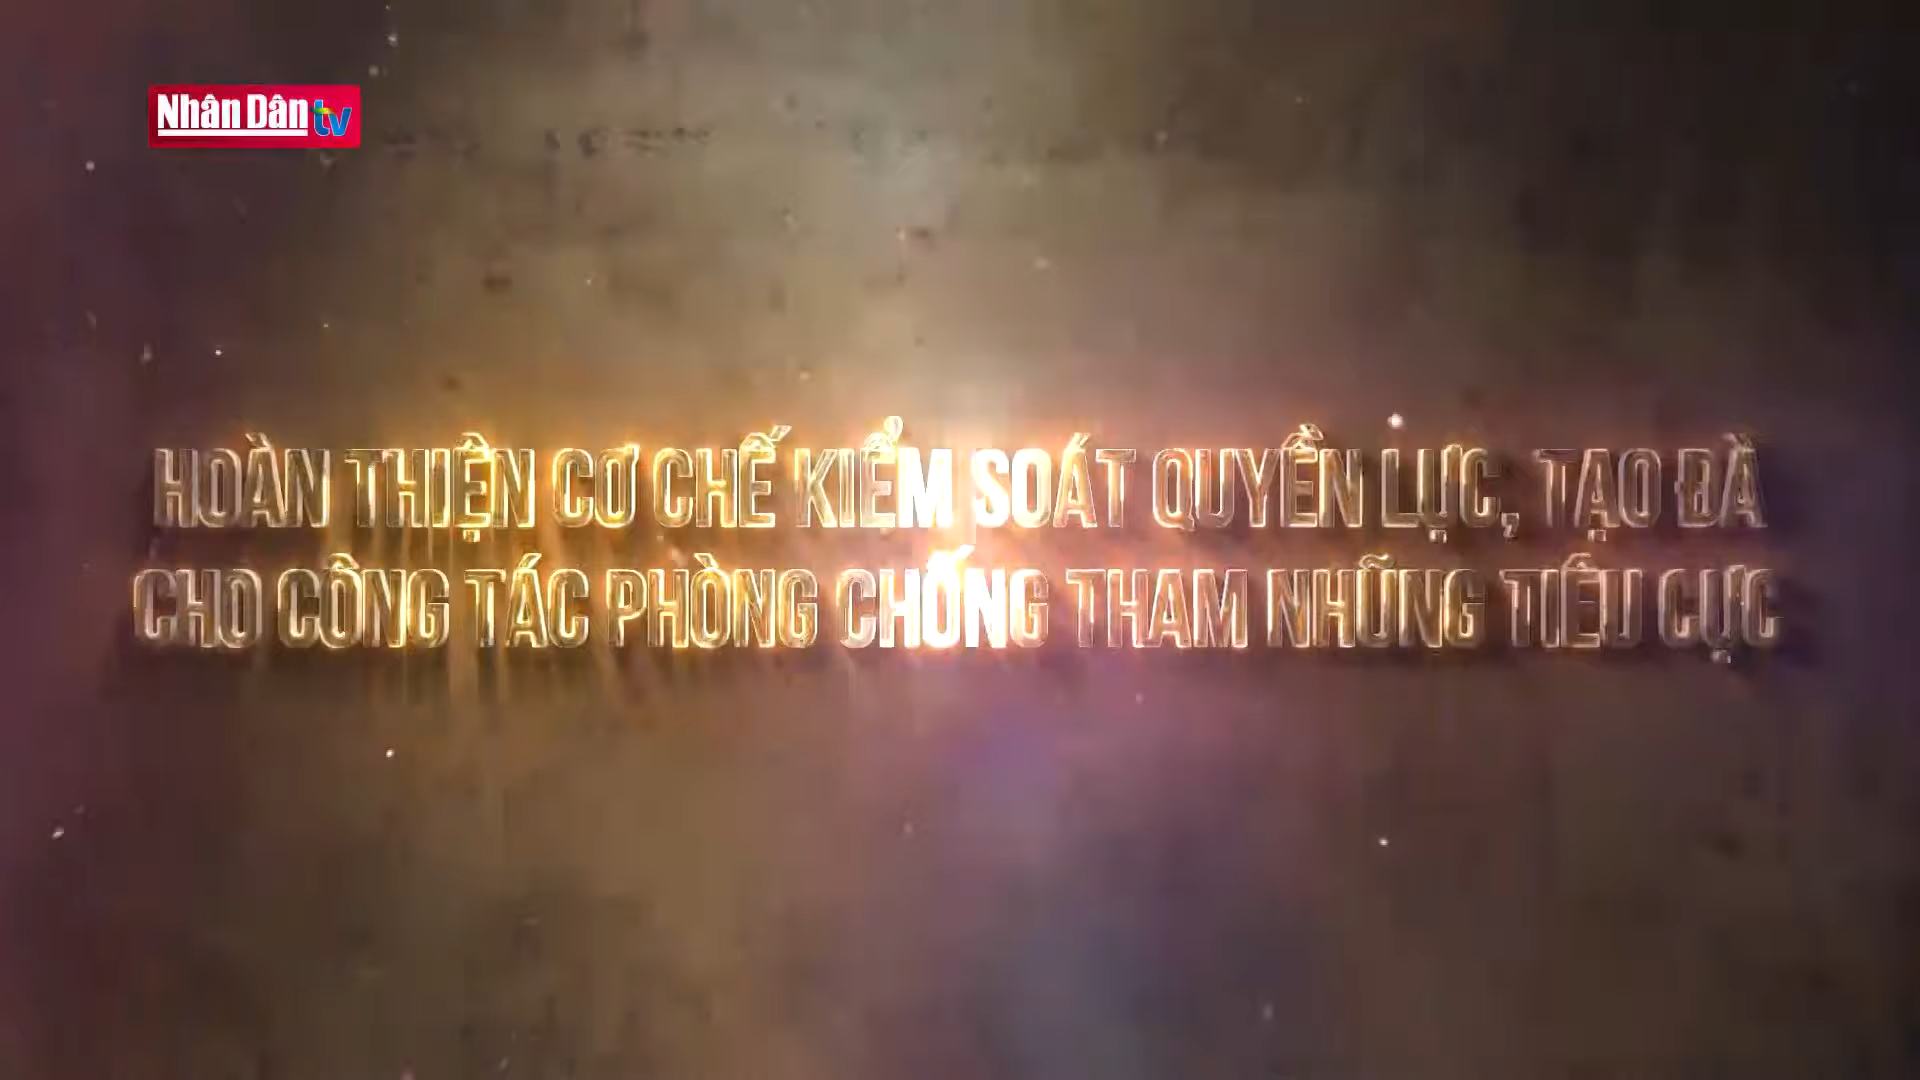 Nhân Dân tv
HOÀN THIỆN CƠ CHẾ KIỂM SOÁT QUYỀN LỰC, TẠO ĐÀ
CHO CÔNG TÁC PHÒNG CHỐNG THAM NHŨNG TIÊU CỰC